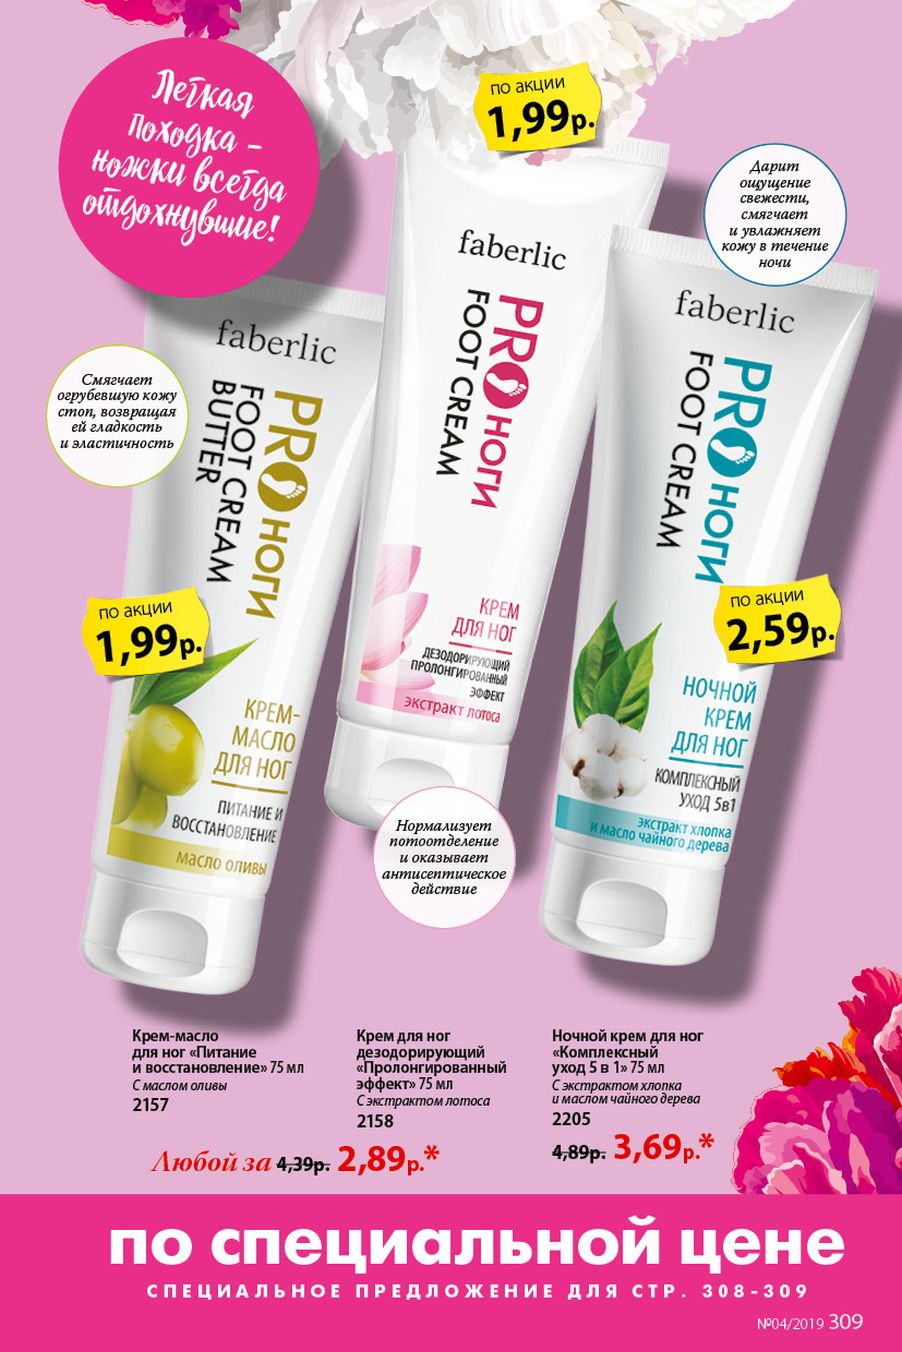 Легкая
походка –
ножки всегда
отдохнувшие!
по акции
1,99р.
Дарит
ощущение
свежести,
смягчает
и увлажняет
кожу в течение
ночи
Смягчает
огрубевшую кожу
стоп, возвращая
ей гладкость
и эластичность
faberlic
PRO НОГИ
FOOT CREAM
BUTTER
КРЕМ-
МАСЛО
ДЛЯ НОГ
ПИТАНИЕ И
ВОССТАНОВЛЕНИЕ
масло оливы
по акции
1,99р.
faberlic
PRO НОГИ
FOOT CREAM
КРЕМ
ДЛЯ НОГ
ДЕЗОДОРИРУЮЩИЙ
ПРОЛОНГИРОВАННЫЙ
ЭФФЕКТ
экстракт лотоса
faberlic
PRO НОГИ
FOOT CREAM
по акции
2,59р.
НОЧНОЙ
КРЕМ
ДЛЯ НОГ
КОМПЛЕКСНЫЙ
УХОД 5в1
экстракт хлопка
и масло чайного дерева
Нормализует
потоотделение
и оказывает
антисептическое
действие
Крем-масло
для ног «Питание
и восстановление» 75 мл
С маслом оливы
2157
Крем для ног
дезодорирующий
«Пролонгированный
эффект» 75 мл
С экстрактом лотоса
2158
Ночной крем для ног
«Комплексный
уход 5 в 1» 75 мл
С экстрактом хлопка
и маслом чайного дерева
2205
Любой за 4,39р. 2,89р.*
4,89р. 3,69р.*
по специальной цене
СПЕЦИАЛЬНОЕ ПРЕДЛОЖЕНИЕ ДЛЯ СТР. 308-309
№04/2019 309